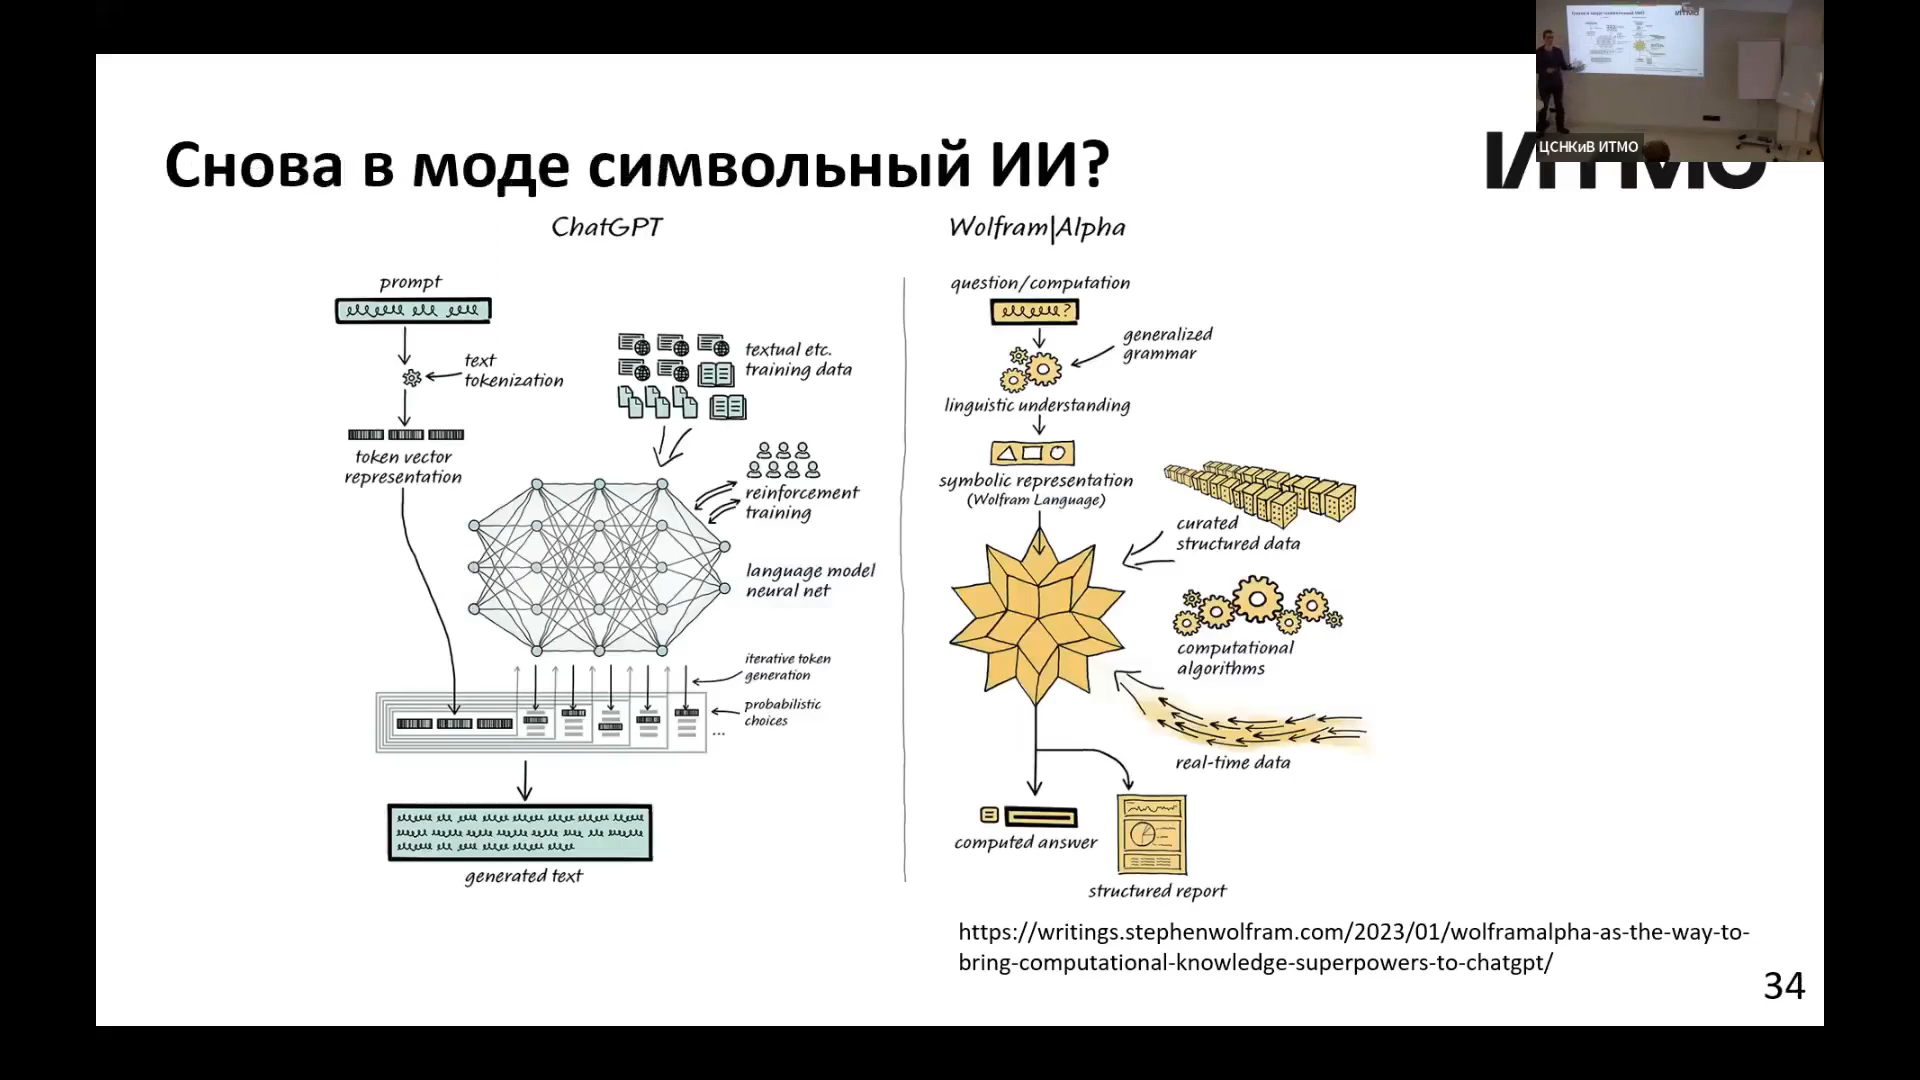 ЦСНКиВ ИТМО
ИТМО
Снова в моде символьный ИИ?
ChatGPT
prompt
text
tokenization
token vector
representation
textual etc.
training data
reinforcement
training
language model
neural net
iterative token
generation
probabilistic
choices
...
generated text
Wolfram|Alpha
question/computation
?
generalized
grammar
linguistic understanding
symbolic representation
(Wolfram Language)
curated
structured data
computational
algorithms
real-time data
computed answer
structured report
https://writings.stephenwolfram.com/2023/01/wolframalpha-as-the-way-to-
bring-computational-knowledge-superpowers-to-chatgpt/
34